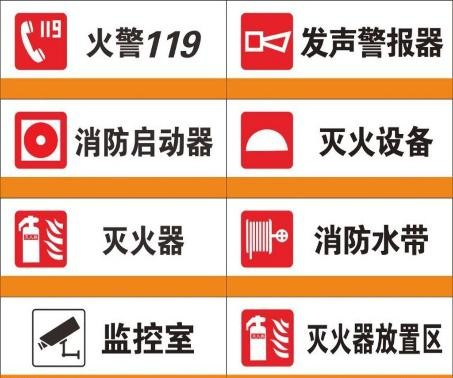 119 火警119
发声警报器
消防启动器
灭火设备
灭火器
消防水带
监控室
灭火器放置区